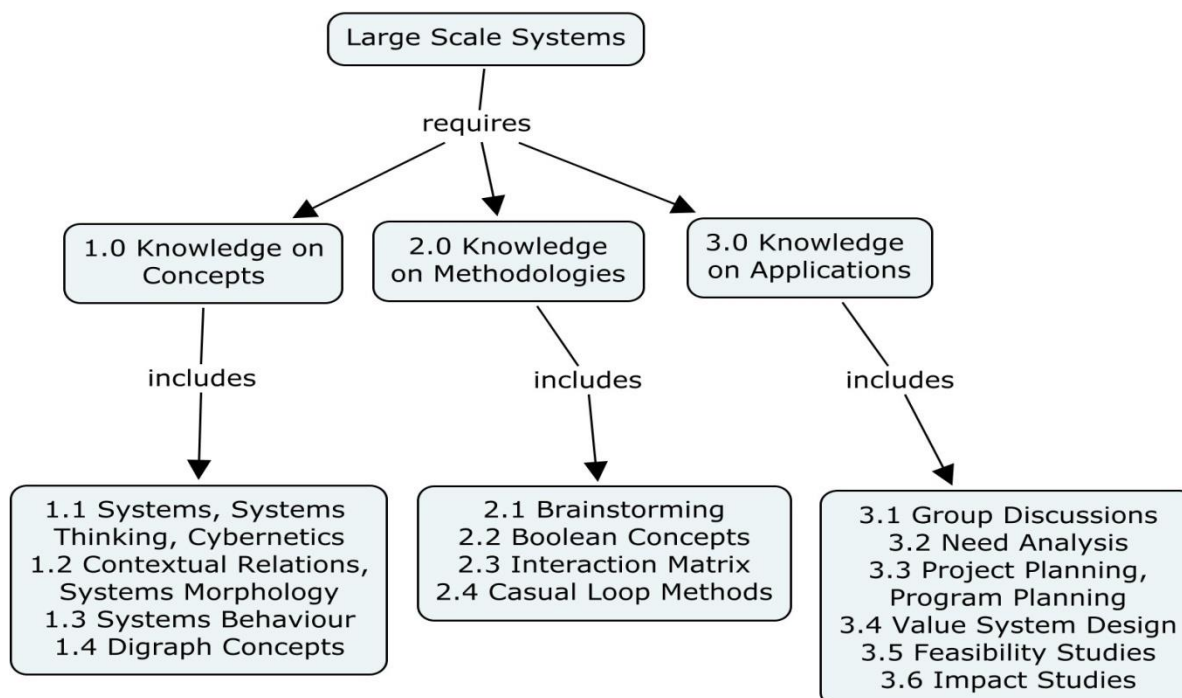 Large Scale Systems
requires
1.0 Knowledge on
Concepts
2.0 Knowledge
on Methodologies
3.0 Knowledge
on Applications
includes
includes
includes
1.1 Systems, Systems
Thinking, Cybernetics
1.2 Contextual Relations,
Systems Morphology
1.3 Systems Behaviour
1.4 Digraph Concepts
2.1 Brainstorming
2.2 Boolean Concepts
2.3 Interaction Matrix
2.4 Casual Loop Methods
3.1 Group Discussions
3.2 Need Analysis
3.3 Project Planning,
Program Planning
3.4 Value System Design
3.5 Feasibility Studies
3.6 Impact Studies